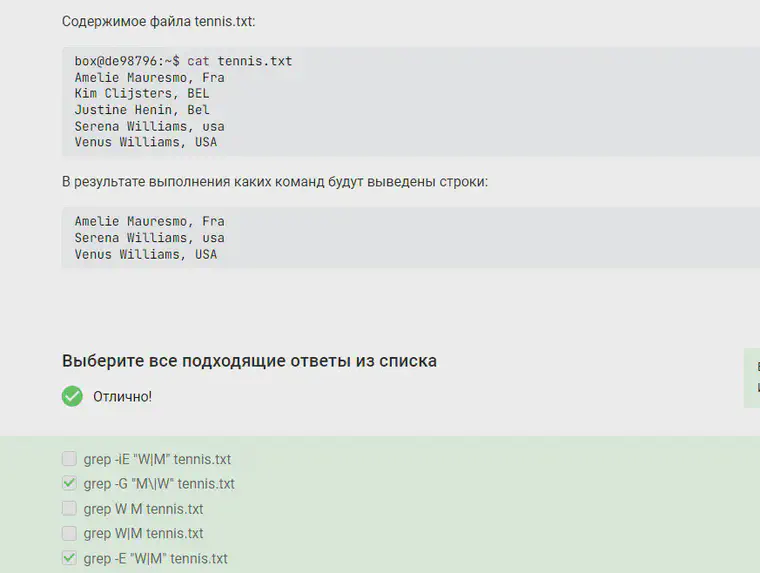 Содержимое файла tennis.txt:
box@de98796:~$ cat tennis.txt
Amelie Mauresmo, Fra
Kim Clijsters, BEL
Justine Henin, Bel
Serena Williams, usa
Venus Williams, USA
В результате выполнения каких команд будут выведены строки:
Amelie Mauresmo, Fra
Serena Williams, usa
Venus Williams, USA
Выберите все подходящие ответы из списка
Отлично!
grep -iE "W|M" tennis.txt
grep -G "M\|W" tennis.txt
grep W M tennis.txt
grep W|M tennis.txt
grep -E "W|M" tennis.txt